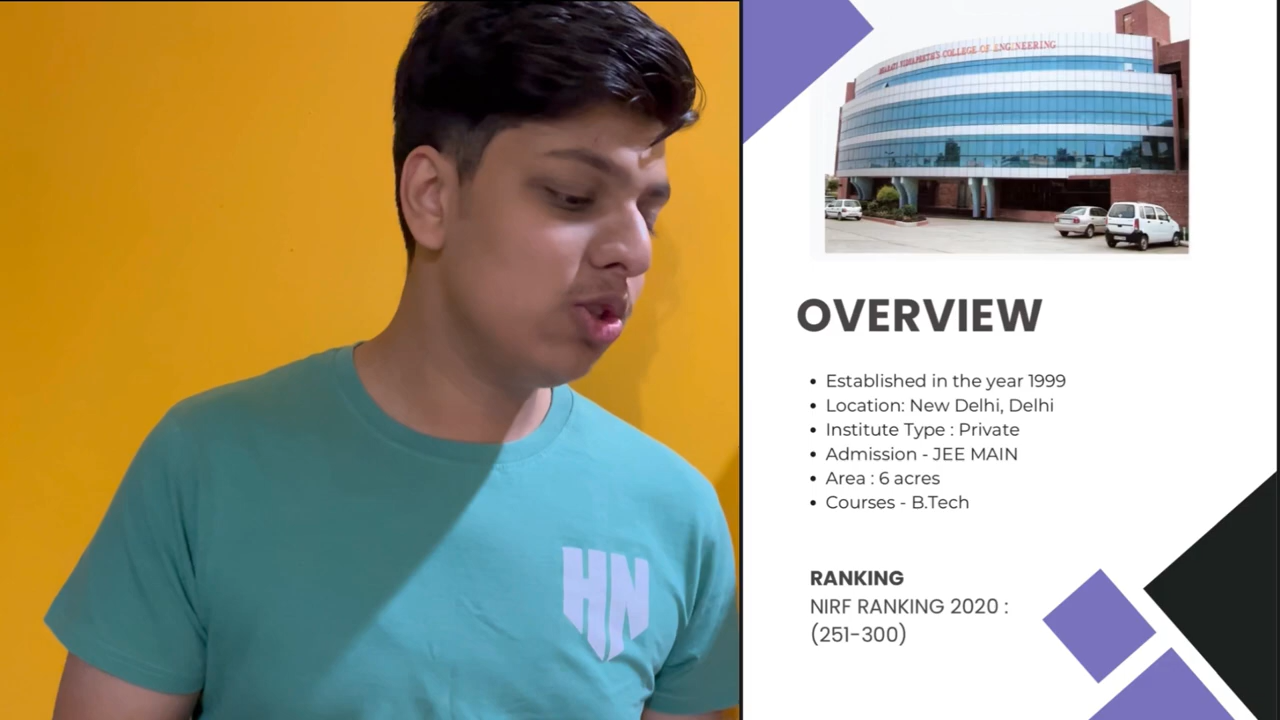 HN
BHARATI VIDYAPEETH'S COLLEGE OF ENGINEERING
OVERVIEW
• Established in the year 1999
• Location: New Delhi, Delhi
• Institute Type : Private
• Admission - JEE MAIN
• Area : 6 acres
• Courses - B.Tech
RANKING
NIRF RANKING 2020 :
(251-300)